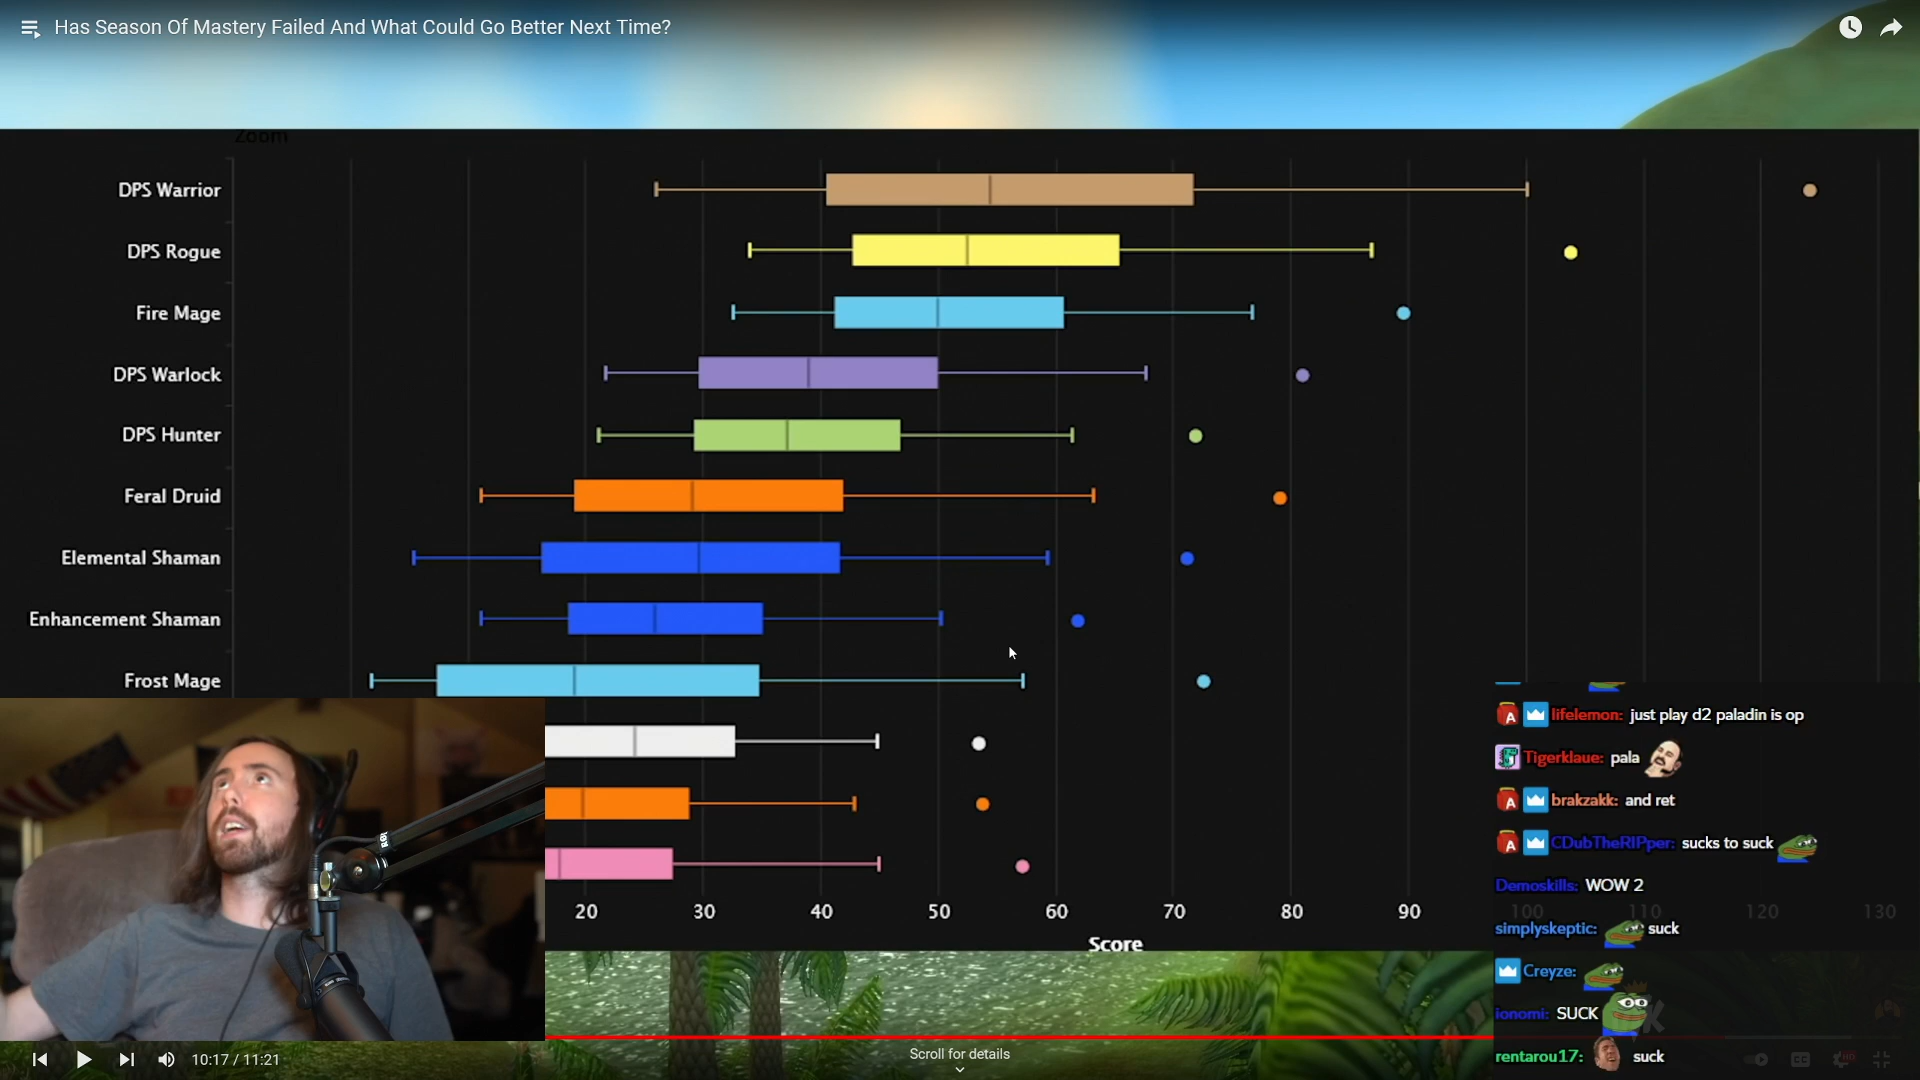 Has Season Of Mastery Failed And What Could Go Better Next Time?
Zoom
DPS Warrior
DPS Rogue
Fire Mage
DPS Warlock
DPS Hunter
Feral Druid
Elemental Shaman
Enhancement Shaman
Frost Mage
20 30 40 50 60 70 80 90 100 110 120 130
Score
lifelemon: just play d2 paladin is op
Tigerklaue: pala
brakzakk: and ret
CDubTheRIPper: sucks to suck
Demoskills: WOW 2
simplyskeptic: suck
Creyze:
ionomi: SUCK
rentarou17: suck
10:17 / 11:21
Scroll for details